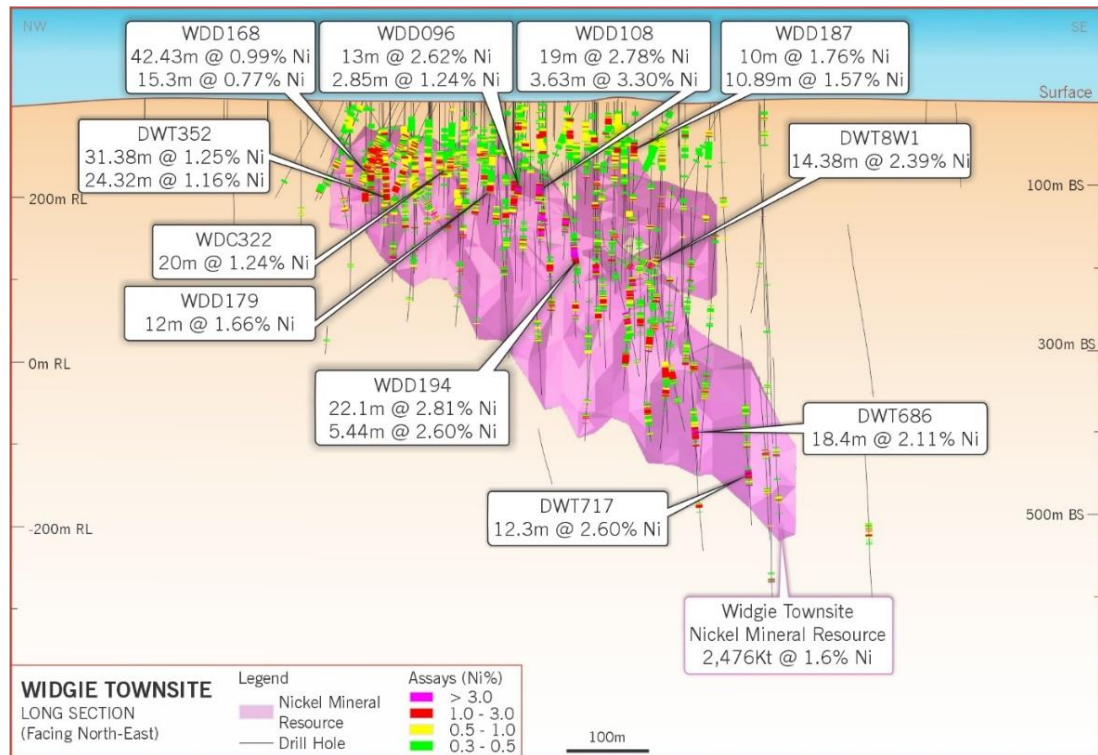 NW
SE
WDD168
42.43m @ 0.99% Ni
15.3m @ 0.77% Ni
WDD096
13m @ 2.62% Ni
2.85m @ 1.24% Ni
WDD108
19m @ 2.78% Ni
3.63m @ 3.30% Ni
WDD187
10m @ 1.76% Ni
10.89m @ 1.57% Ni
Surface
DWT352
31.38m @ 1.25% Ni
24.32m @ 1.16% Ni
DWT8W1
14.38m @ 2.39% Ni
200m RL
100m BS
WDC322
20m @ 1.24% Ni
WDD179
12m @ 1.66% Ni
0m RL
300m BS
WDD194
22.1m @ 2.81% Ni
5.44m @ 2.60% Ni
DWT686
18.4m @ 2.11% Ni
DWT717
12.3m @ 2.60% Ni
-200m RL
500m BS
Widgie Townsite
Nickel Mineral Resource
2,476Kt @ 1.6% Ni
WIDGIE TOWNSITE
LONG SECTION
(Facing North-East)
Legend
Nickel Mineral
Resource
Drill Hole
Assays (Ni%)
> 3.0
1.0 - 3.0
0.5 - 1.0
0.3 - 0.5
100m